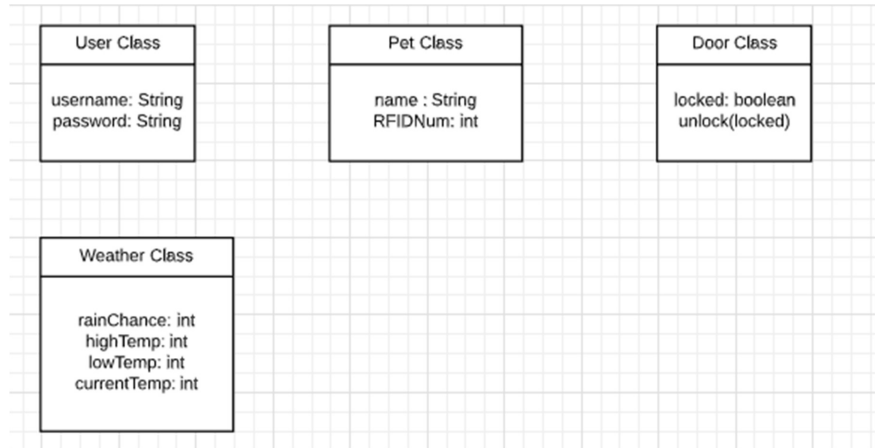 User Class
username: String
password: String
Pet Class
name : String
RFIDNum: int
Door Class
locked: boolean
unlock(locked)
Weather Class
rainChance: int
highTemp: int
lowTemp: int
currentTemp: int